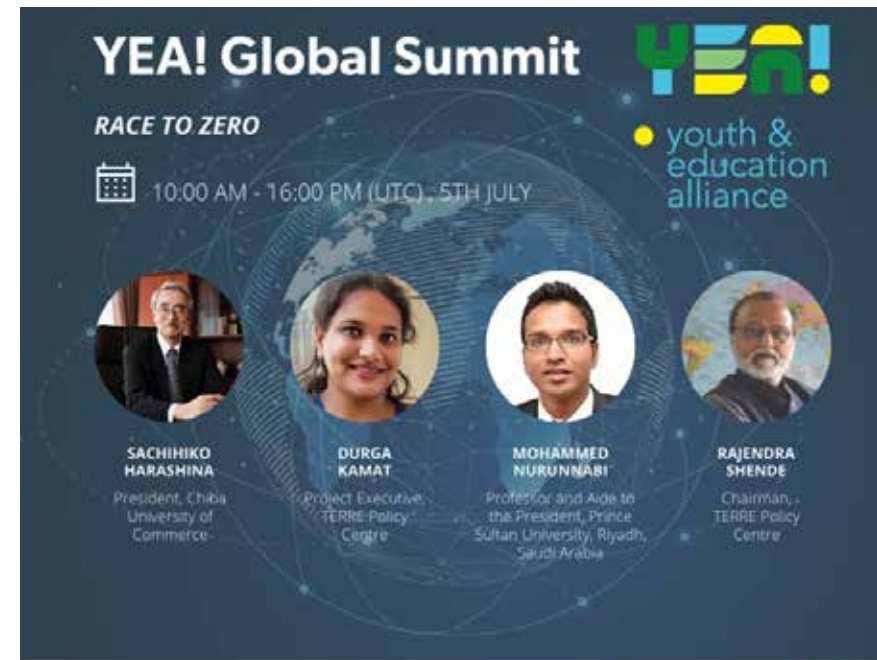 YEA! Global Summit
YEA!
RACE TO ZERO
youth &
education
alliance
10:00 AM - 16:00 PM (UTC) . 5TH JULY
SACHIHIKO
HARASHINA
President, Chiba
University of
Commerce
DURGA
KAMAT
Project Executive,
TERRE Policy
Centre
MOHAMMED
NURUNNABI
Professor and Aide to
the President, Prince
Sultan University, Riyadh,
Saudi Arabia
RAJENDRA
SHENDE
Chairman,
TERRE Policy
Centre